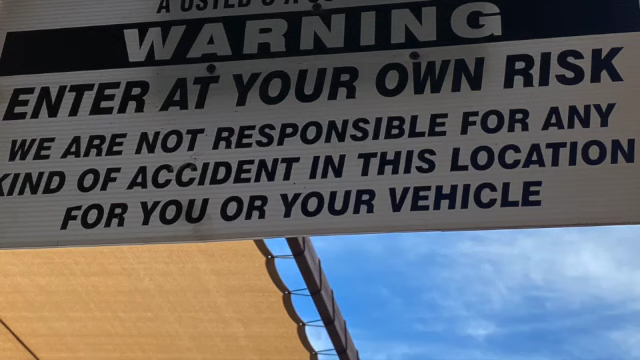 WARNING
ENTER AT YOUR OWN RISK
WE ARE NOT RESPONSIBLE FOR ANY
KIND OF ACCIDENT IN THIS LOCATION
FOR YOU OR YOUR VEHICLE